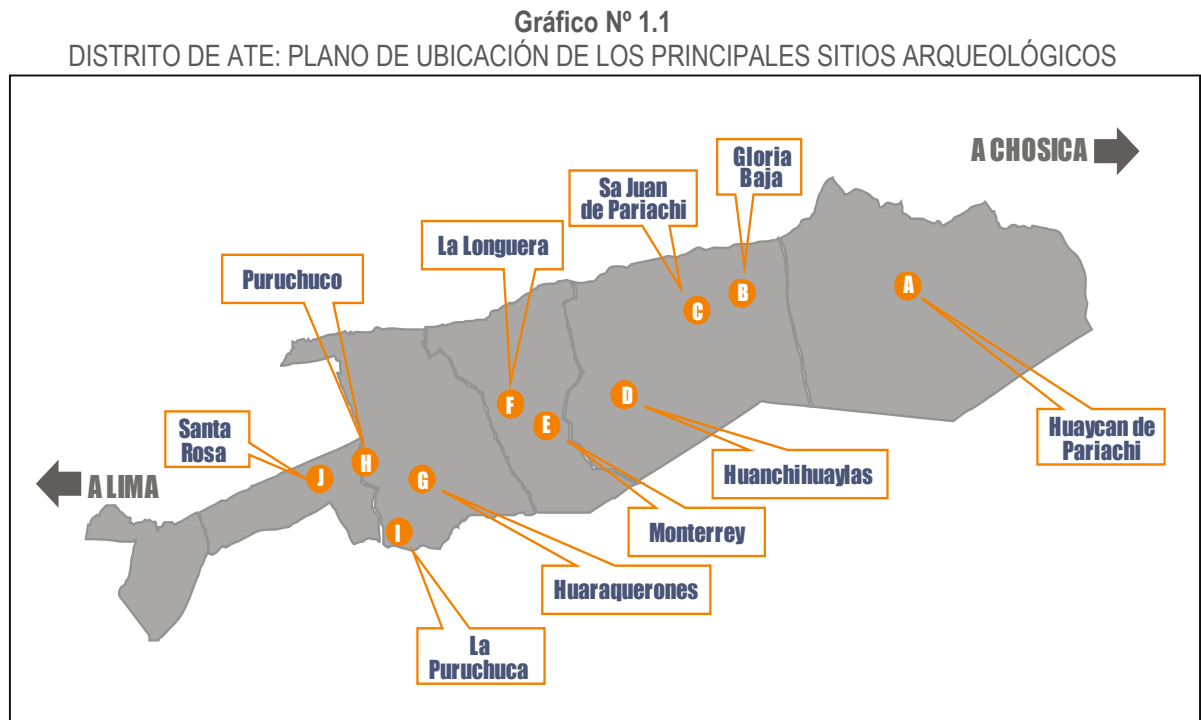 Gráfico Nº 1.1
DISTRITO DE ATE: PLANO DE UBICACIÓN DE LOS PRINCIPALES SITIOS ARQUEOLÓGICOS
A CHOSICA
Gloria
Baja
Sa Juan
de Pariachi
La Longuera
Puruchuco
A
B
C
D
F
E
Santa
Rosa
Huaycan de
Pariachi
H
J
G
Huanchihuaylas
A LIMA
Monterrey
I
Huaraquerones
La
Puruchuca